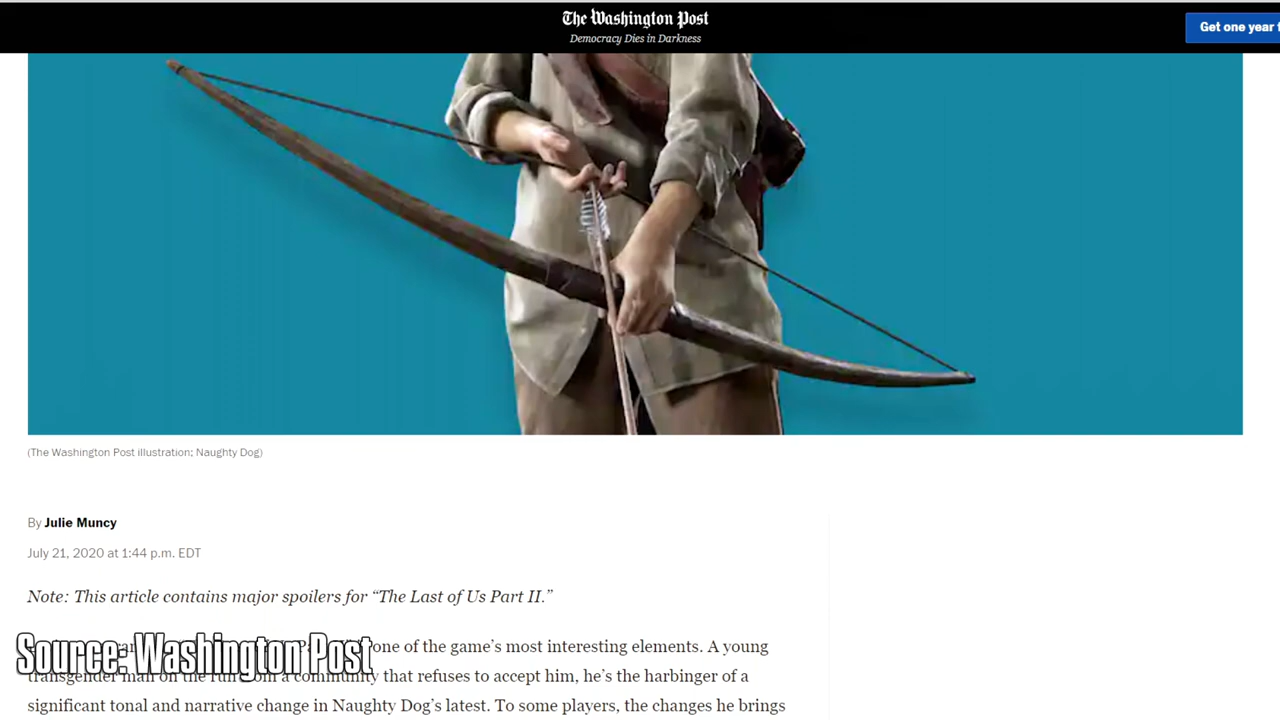 The Washington Post
Democracy Dies in Darkness
Get one year
(The Washington Post illustration; Naughty Dog)
By Julie Muncy
July 21, 2020 at 1:44 p.m. EDT
Note: This article contains major spoilers for “The Last of Us Part II.”
one of the game’s most interesting elements. A young
transgender man on the run from a community that refuses to accept him, he’s the harbinger of a
Source: Washington Post
significant tonal and narrative change in Naughty Dog’s latest. To some players, the changes he brings